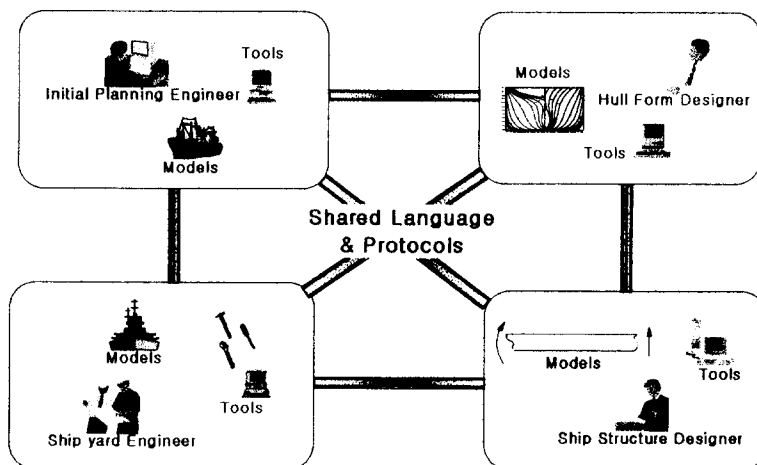 Tools
Initial Planning Engineer
Models
Models
Hull Form Designer
Tools
Shared Language
& Protocols
Models
Tools
Ship yard Engineer
Models
Tools
Ship Structure Designer